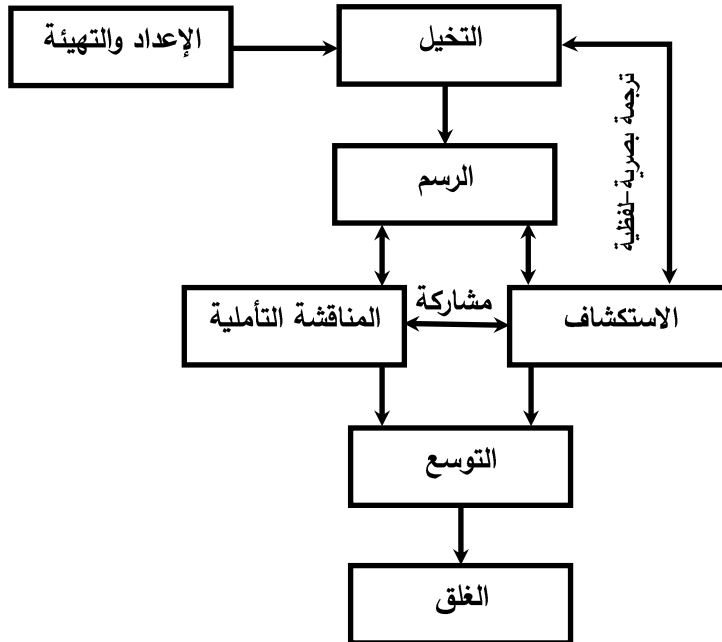 الإعداد والتهيئة
التخيل
ترجمة بصرية-لفظية
الرسم
الاستكشاف
مشاركة
المناقشة التأملية
التوسع
الغلق